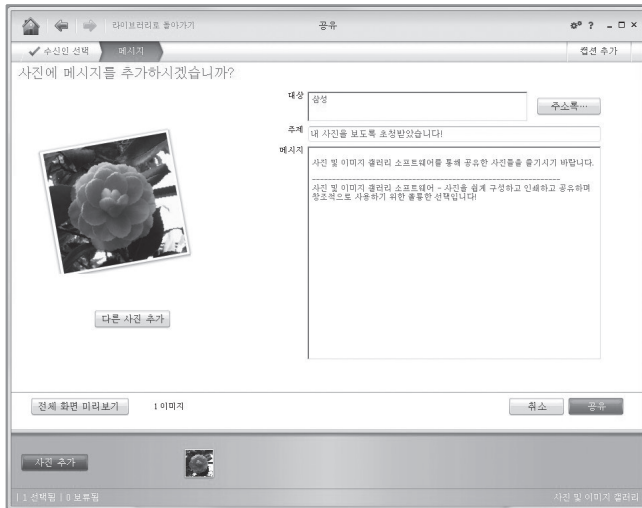 라이브러리로 돌아가기
공유
?
수신인 선택
메시지
캡션 추가
사진에 메시지를 추가하시겠습니까?
대상
삼성
주소록…
주제
내 사진을 보도록 초청받았습니다!
메시지
사진 및 이미지 갤러리 소프트웨어를 통해 공유한 사진들을 즐기시기 바랍니다.
사진 및 이미지 갤러리 소프트웨어 - 사진을 쉽게 구성하고 인쇄하고 공유하며
창조적으로 사용하기 위한 훌륭한 선택입니다!
다른 사진 추가
전체 화면 미리보기
1 이미지
취소
공유
사진 추가
| 1 선택됨 | 0 보류됨
사진 및 이미지 갤러리